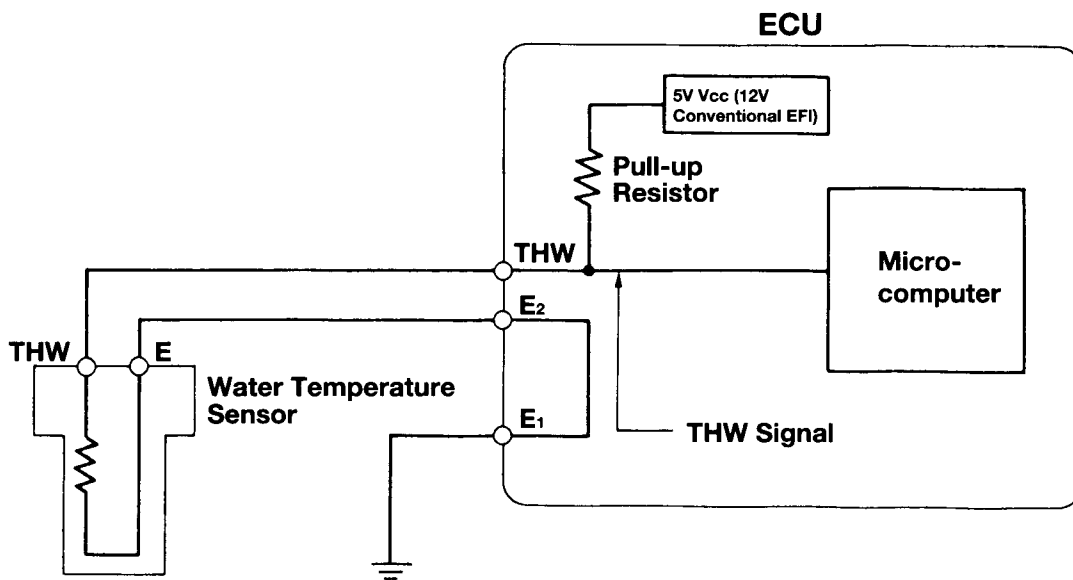 ECU
5V Vcc (12V
Conventional EFI)
Pull-up
Resistor
THW
Micro-
computer
E2
THW
E
Water Temperature
Sensor
E1
THW Signal